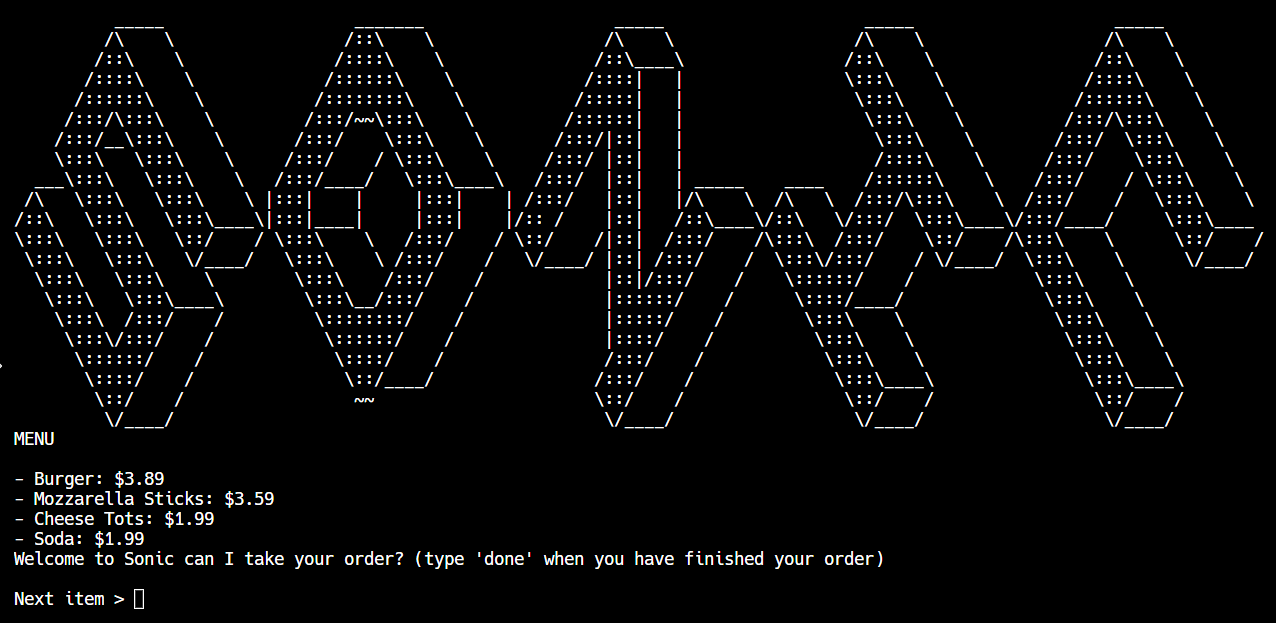 SONIC
MENU
- Burger: $3.89
- Mozzarella Sticks: $3.59
- Cheese Tots: $1.99
- Soda: $1.99
Welcome to Sonic can I take your order? (type 'done' when you have finished your order)
Next item >